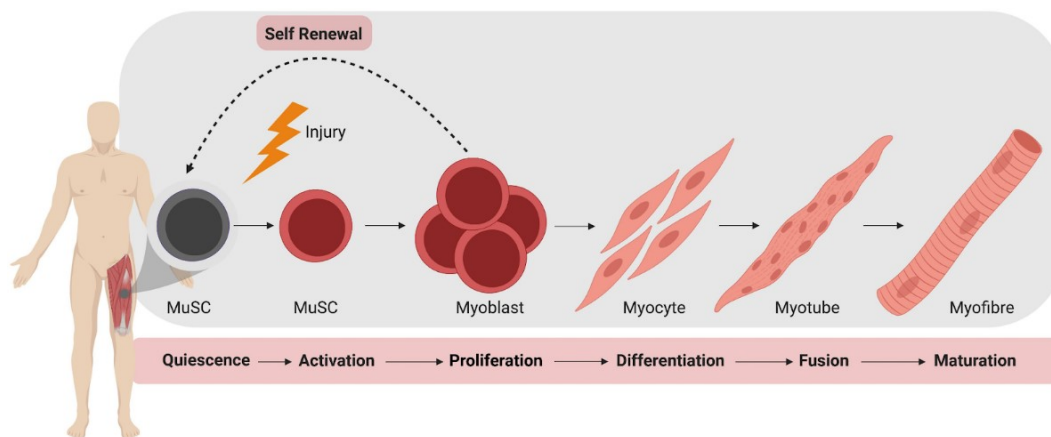 Self Renewal
Injury
MuSC
MuSC
Myoblast
Myocyte
Myotube
Myofibre
Quiescence
Activation
Proliferation
Differentiation
Fusion
Maturation